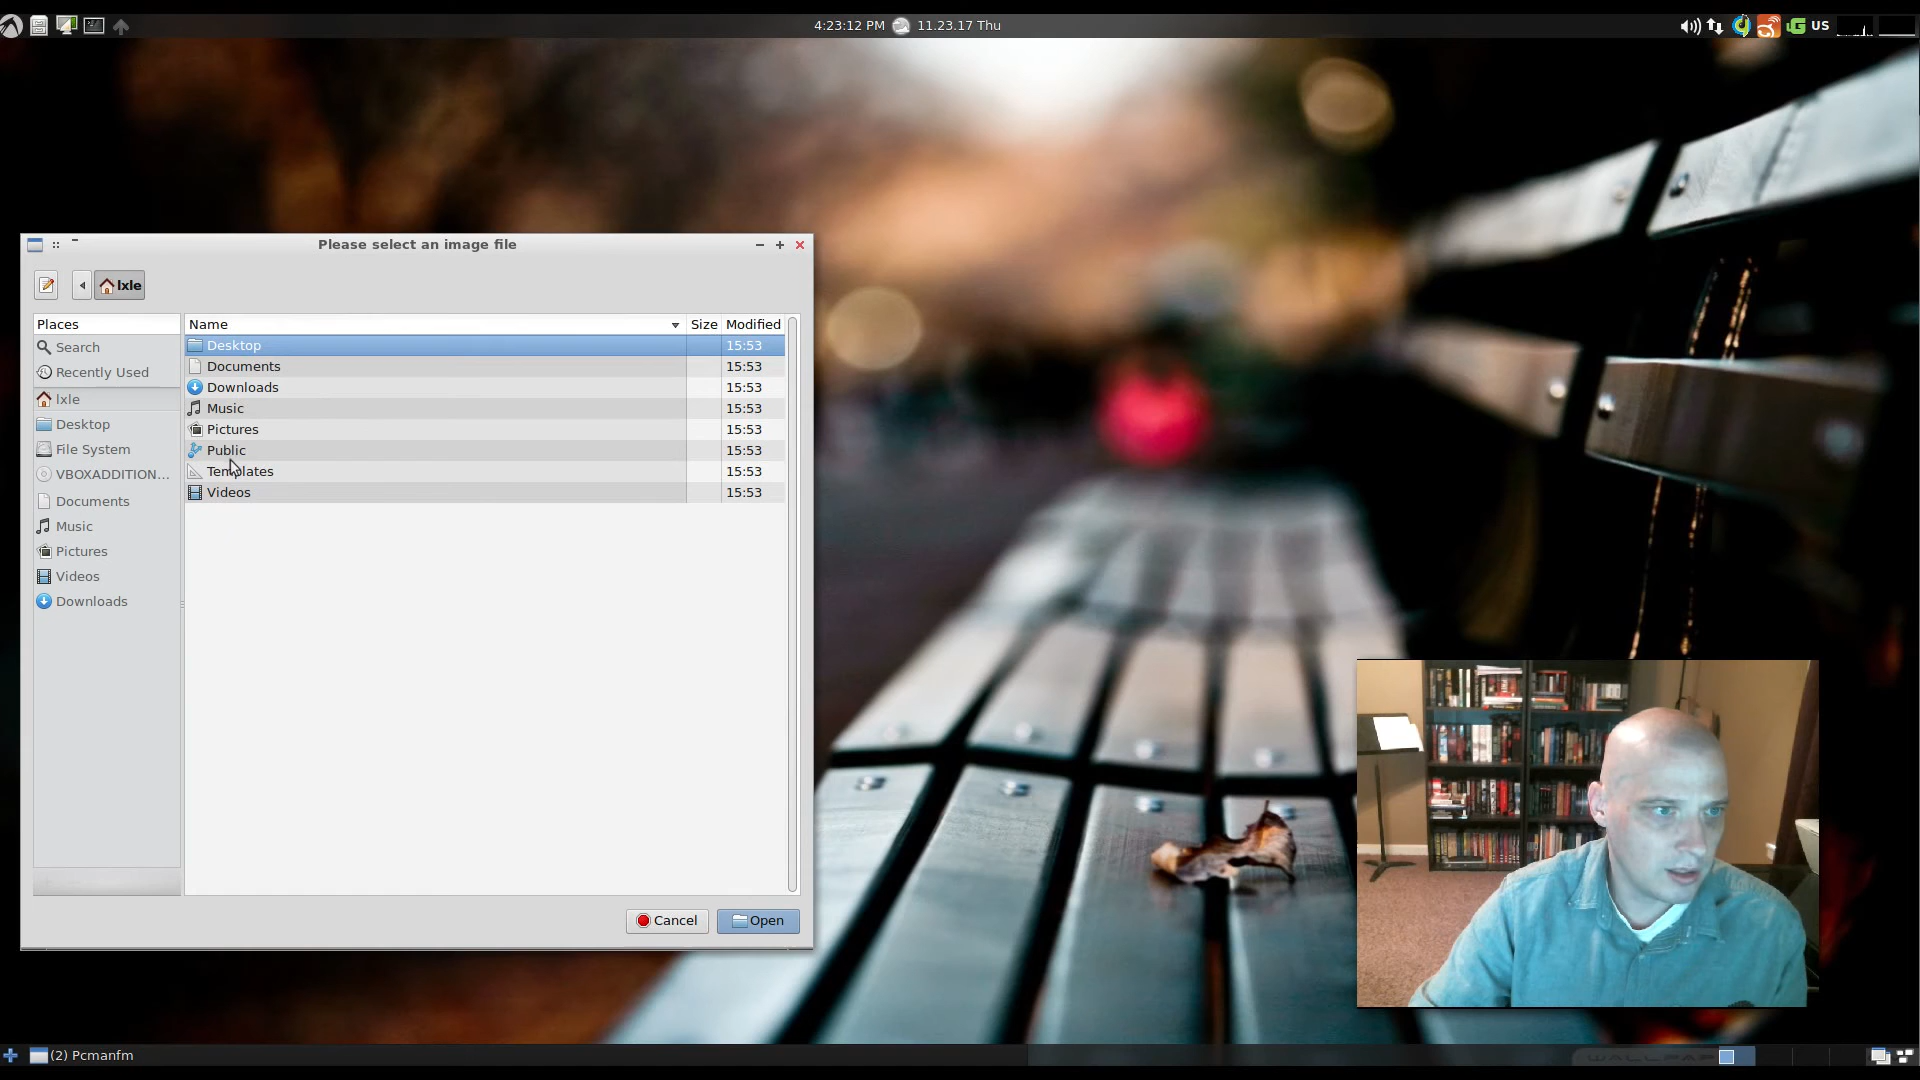 4:23:12 PM 11.23.17 Thu
US
Please select an image file
lxle
Places
Name
Size
Modified
Search
Recently Used
lxle
Desktop
File System
VBOXADDITION...
Documents
Music
Pictures
Videos
Downloads
Desktop 15:53
Documents 15:53
Downloads 15:53
Music 15:53
Pictures 15:53
Public 15:53
Templates 15:53
Videos 15:53
Cancel
Open
(2) Pcmanfm